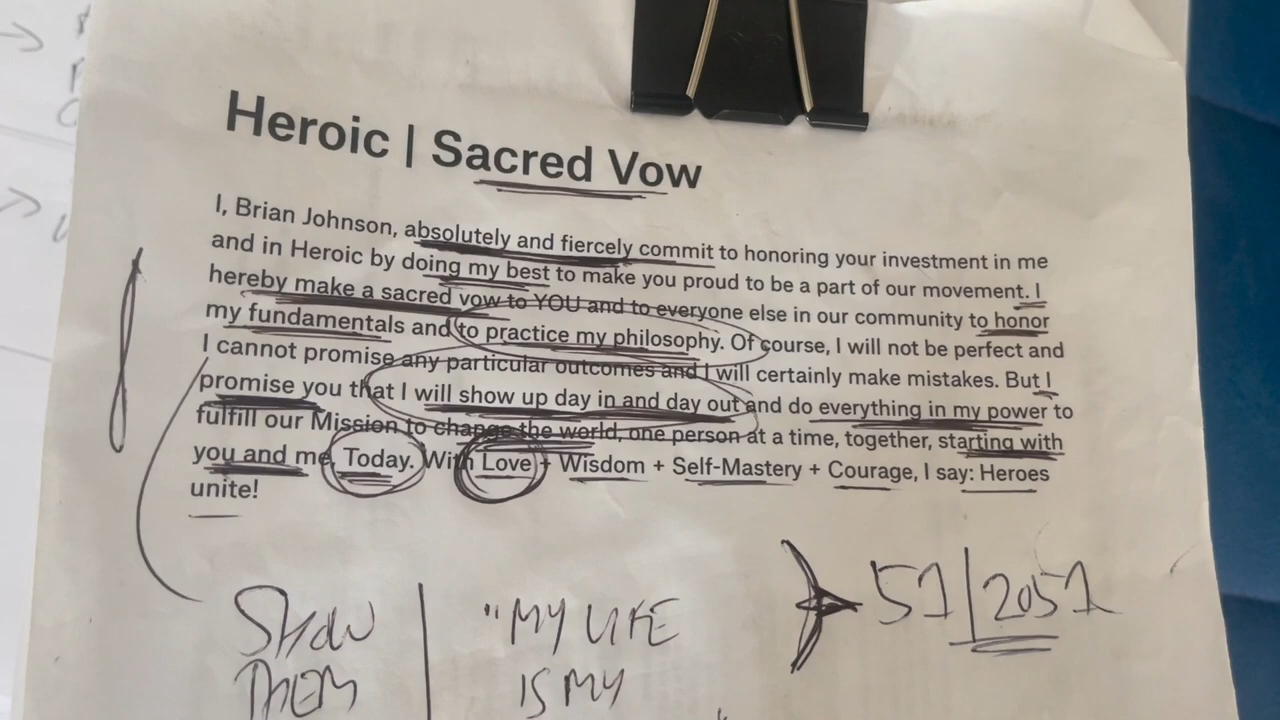 Heroic | Sacred Vow
I, Brian Johnson, absolutely and fiercely commit to honoring your investment in me
and in Heroic by doing my best to make you proud to be a part of our movement. I
hereby make a sacred vow to YOU and to everyone else in our community to honor
my fundamentals and to practice my philosophy. Of course, I will not be perfect and
I cannot promise any particular outcomes and I will certainly make mistakes. But I
promise you that I will show up day in and day out and do everything in my power to
fulfill our Mission to change the world, one person at a time, together, starting with
you and me. Today. With Love + Wisdom + Self-Mastery + Courage, I say: Heroes
unite!
51|2051
SHOW | "MY LIFE
THEM | IS MY